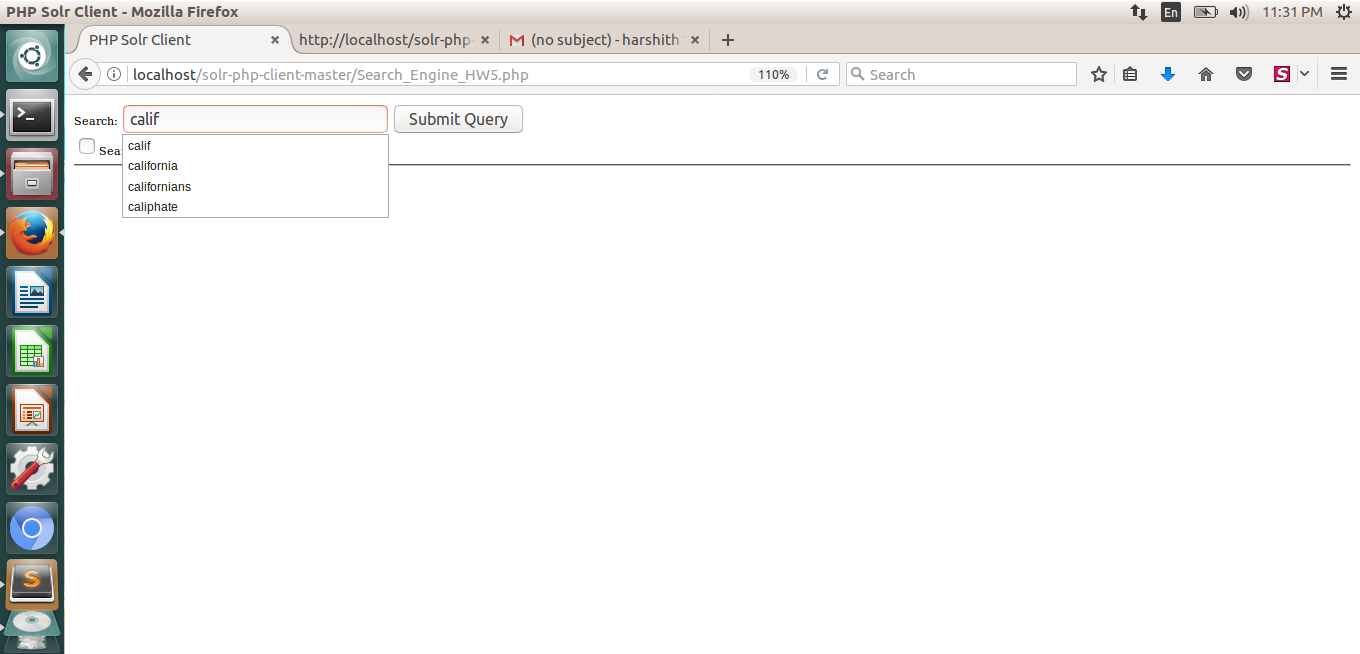 PHP Solr Client - Mozilla Firefox
En
11:31 PM
PHP Solr Client
http://localhost/solr-php-
(no subject) - harshith
localhost/solr-php-client-master/Search_Engine_HW5.php
110%
Search
S
Search:
calif
Submit Query
Sea
calif
california
californians
caliphate
S